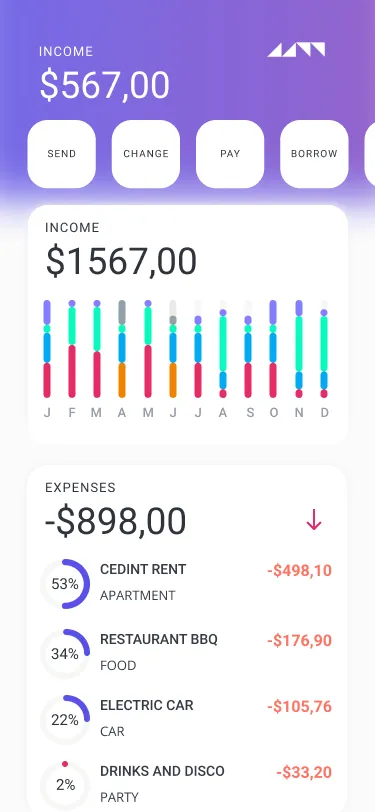 INCOME
$567,00
SEND CHANGE PAY BORROW
INCOME
$1567,00
J F M A M J J A S O N D
EXPENSES
-$898,00
53% CEDINT RENT -$498,10
APARTMENT
34% RESTAURANT BBQ -$176,90
FOOD
22% ELECTRIC CAR -$105,76
CAR
2% DRINKS AND DISCO -$33,20
PARTY